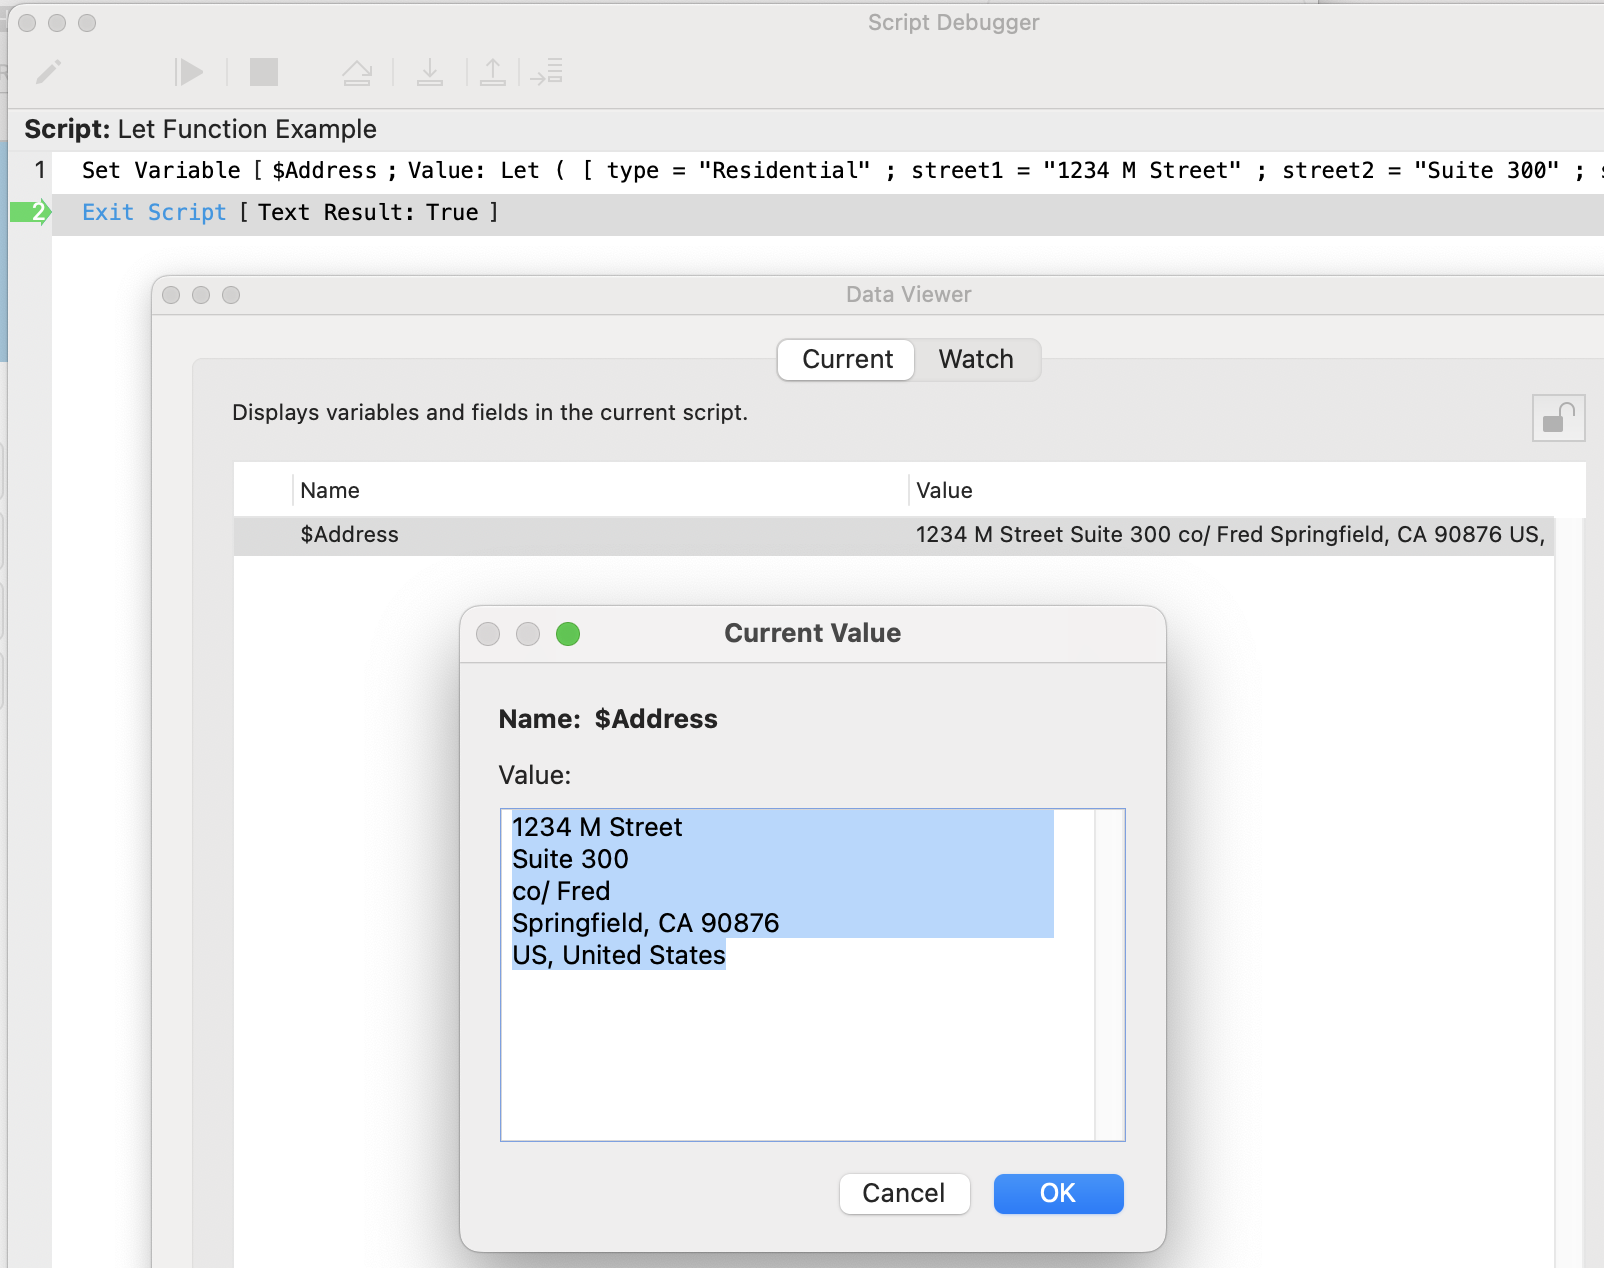 Script Debugger
Script: Let Function Example
1 Set Variable [ $Address ; Value: Let ( [ type = "Residential" ; street1 = "1234 M Street" ; street2 = "Suite 300" ;
2 Exit Script [ Text Result: True ]
Data Viewer
Current Watch
Displays variables and fields in the current script.
Name Value
$Address 1234 M Street Suite 300 co/ Fred Springfield, CA 90876 US,
Current Value
Name: $Address
Value:
1234 M Street
Suite 300
co/ Fred
Springfield, CA 90876
US, United States
Cancel OK